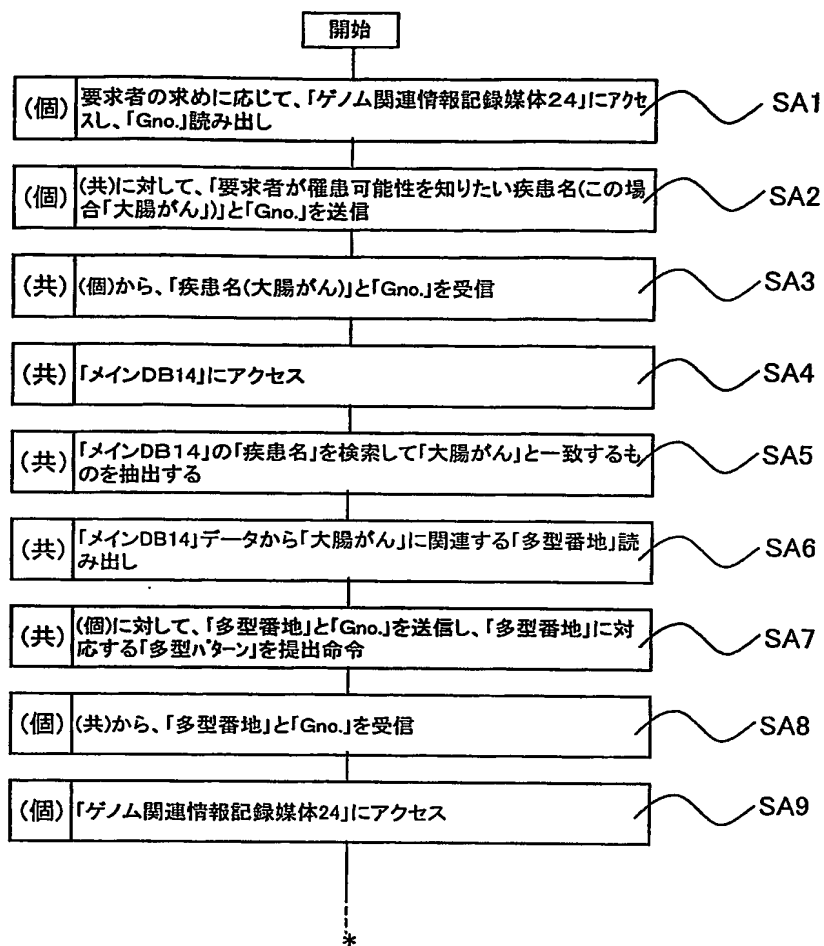 開始
(個) 要求者の求めに応じて、「ゲノム関連情報記録媒体24」にアクセ
スし、「Gno.」読み出し
SA1
(個) (共)に対して、「要求者が罹患可能性を知りたい疾患名(この場
合「大腸がん」)」と「Gno.」を送信
SA2
(共) (個)から、「疾患名(大腸がん)」と「Gno.」を受信
SA3
(共) 「メインDB14」にアクセス
SA4
(共) 「メインDB14」の「疾患名」を検索して「大腸がん」と一致するも
のを抽出する
SA5
(共) 「メインDB14」データから「大腸がん」に関連する「多型番地」読
み出し
SA6
(共) (個)に対して、「多型番地」と「Gno.」を送信し、「多型番地」に対
応する「多型パターン」を提出命令
SA7
(個) (共)から、「多型番地」と「Gno.」を受信
SA8
(個) 「ゲノム関連情報記録媒体24」にアクセス
SA9
*